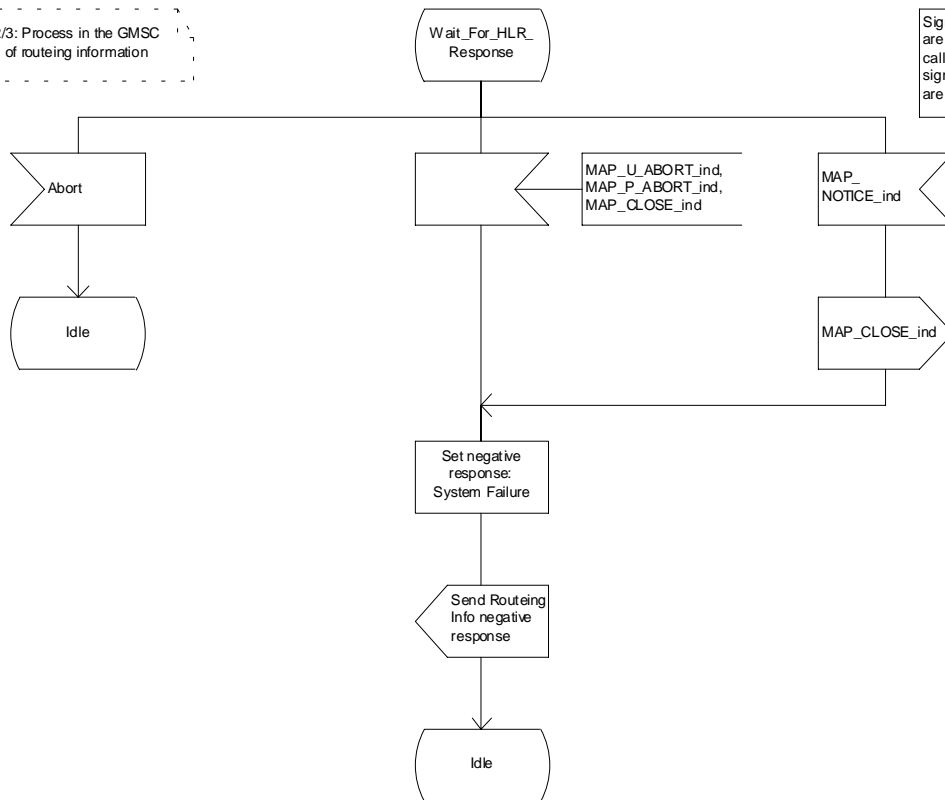 /3: Process in the GMSC
of routeing information
Wait_For_HLR_
Response
Sig
are
call
sign
are
Abort
MAP_U_ABORT_ind,
MAP_P_ABORT_ind,
MAP_CLOSE_ind
MAP_
NOTICE_ind
Idle
MAP_CLOSE_ind
Set negative
response:
System Failure
Send Routeing
Info negative
response
Idle